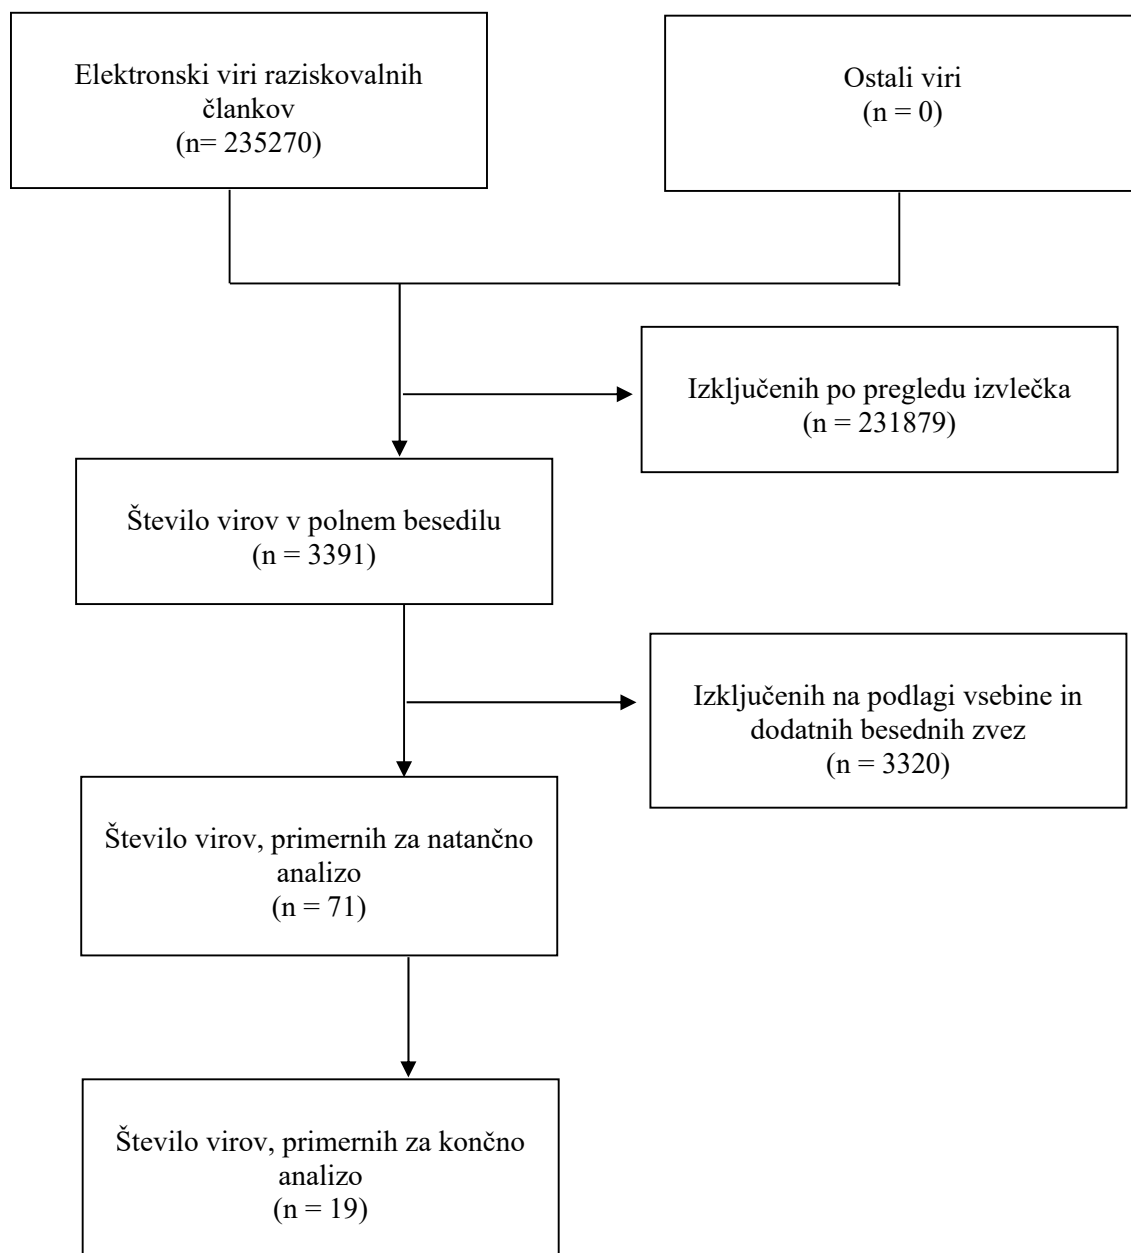 Elektronski viri raziskovalnih
člankov
(n= 235270)
Ostali viri
(n = 0)
Izključenih po pregledu izvlečka
(n = 231879)
Število virov v polnem besedilu
(n = 3391)
Izključenih na podlagi vsebine in
dodatnih besednih zvez
(n = 3320)
Število virov, primernih za natančno
analizo
(n = 71)
Število virov, primernih za končno
analizo
(n = 19)